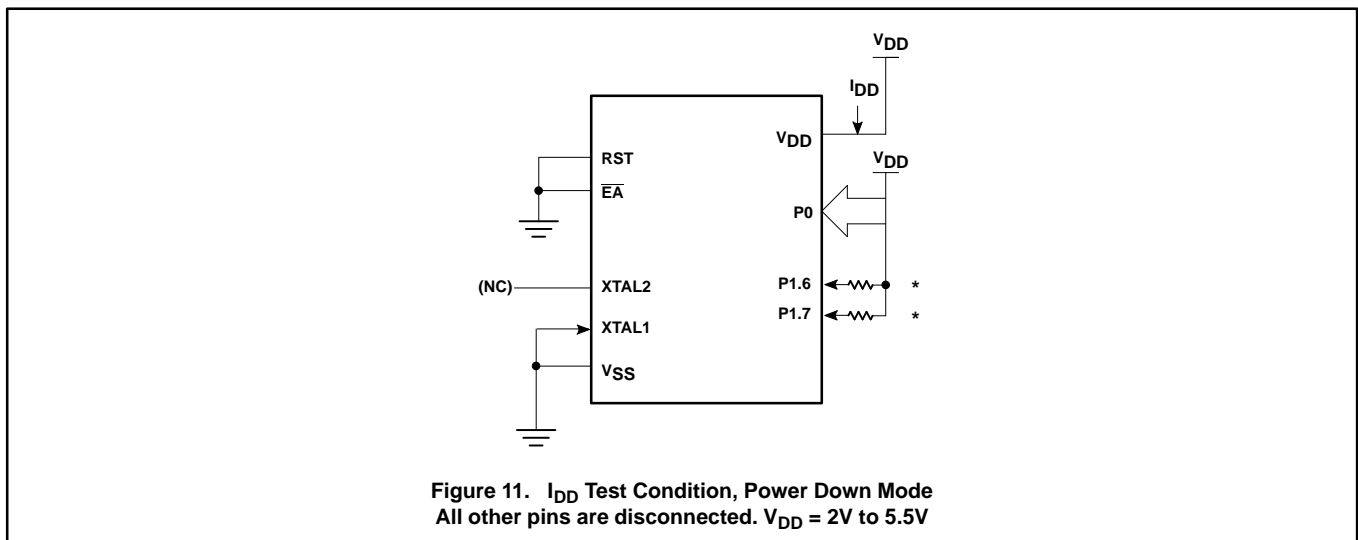 VDD
IDD
VDD
VDD
RST
EA
P0
(NC)
XTAL2
P1.6
*
P1.7
*
XTAL1
VSS
Figure 11. IDD Test Condition, Power Down Mode
All other pins are disconnected. VDD = 2V to 5.5V